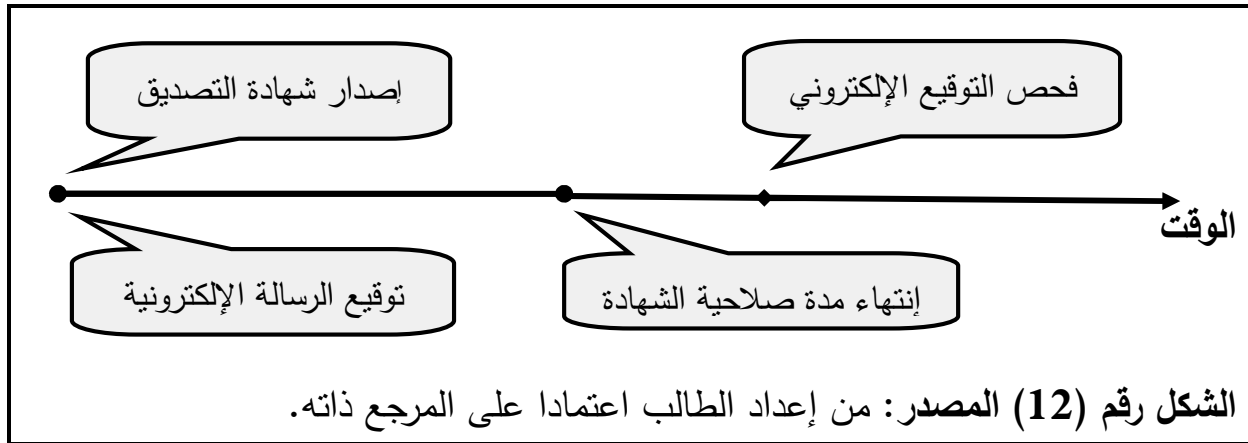 إصدار شهادة التصديق
فحص التوقيع الإلكتروني
الوقت
توقيع الرسالة الإلكترونية
إنتهاء مدة صلاحية الشهادة
الشكل رقم (12) المصدر: من إعداد الطالب اعتمادا على المرجع ذاته.